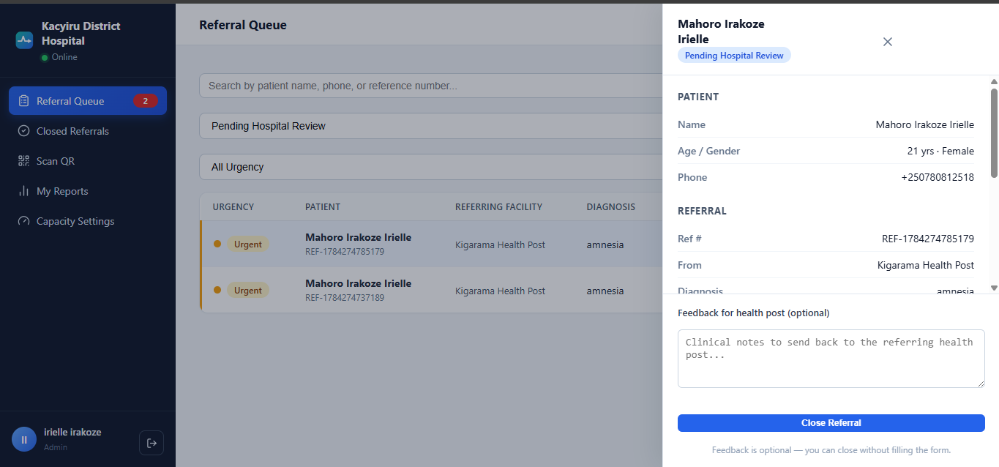 Kacyiru District
Hospital
Online
Referral Queue 2
Closed Referrals
Scan QR
My Reports
Capacity Settings
II
irielle irakoze
Admin
Referral Queue
Search by patient name, phone, or reference number...
Pending Hospital Review
All Urgency
URGENCY PATIENT REFERRING FACILITY DIAGNOSIS
Urgent Mahoro Irakoze Irielle Kigarama Health Post amnesia
REF-1784274785179
Urgent Mahoro Irakoze Irielle Kigarama Health Post amnesia
REF-1784274737189
Mahoro Irakoze
Irielle
Pending Hospital Review
PATIENT
Name Mahoro Irakoze Irielle
Age / Gender 21 yrs · Female
Phone +250780812518
REFERRAL
Ref # REF-1784274785179
From Kigarama Health Post
Diagnosis amnesia
Feedback for health post (optional)
Clinical notes to send back to the referring health
post...
Close Referral
Feedback is optional — you can close without filling the form.